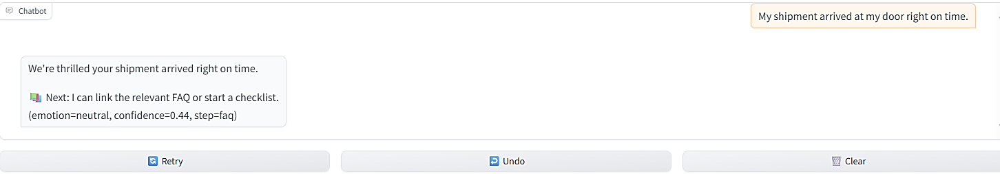 Chatbot
My shipment arrived at my door right on time.
We're thrilled your shipment arrived right on time.
Next: I can link the relevant FAQ or start a checklist.
(emotion=neutral, confidence=0.44, step=faq)
Retry
Undo
Clear